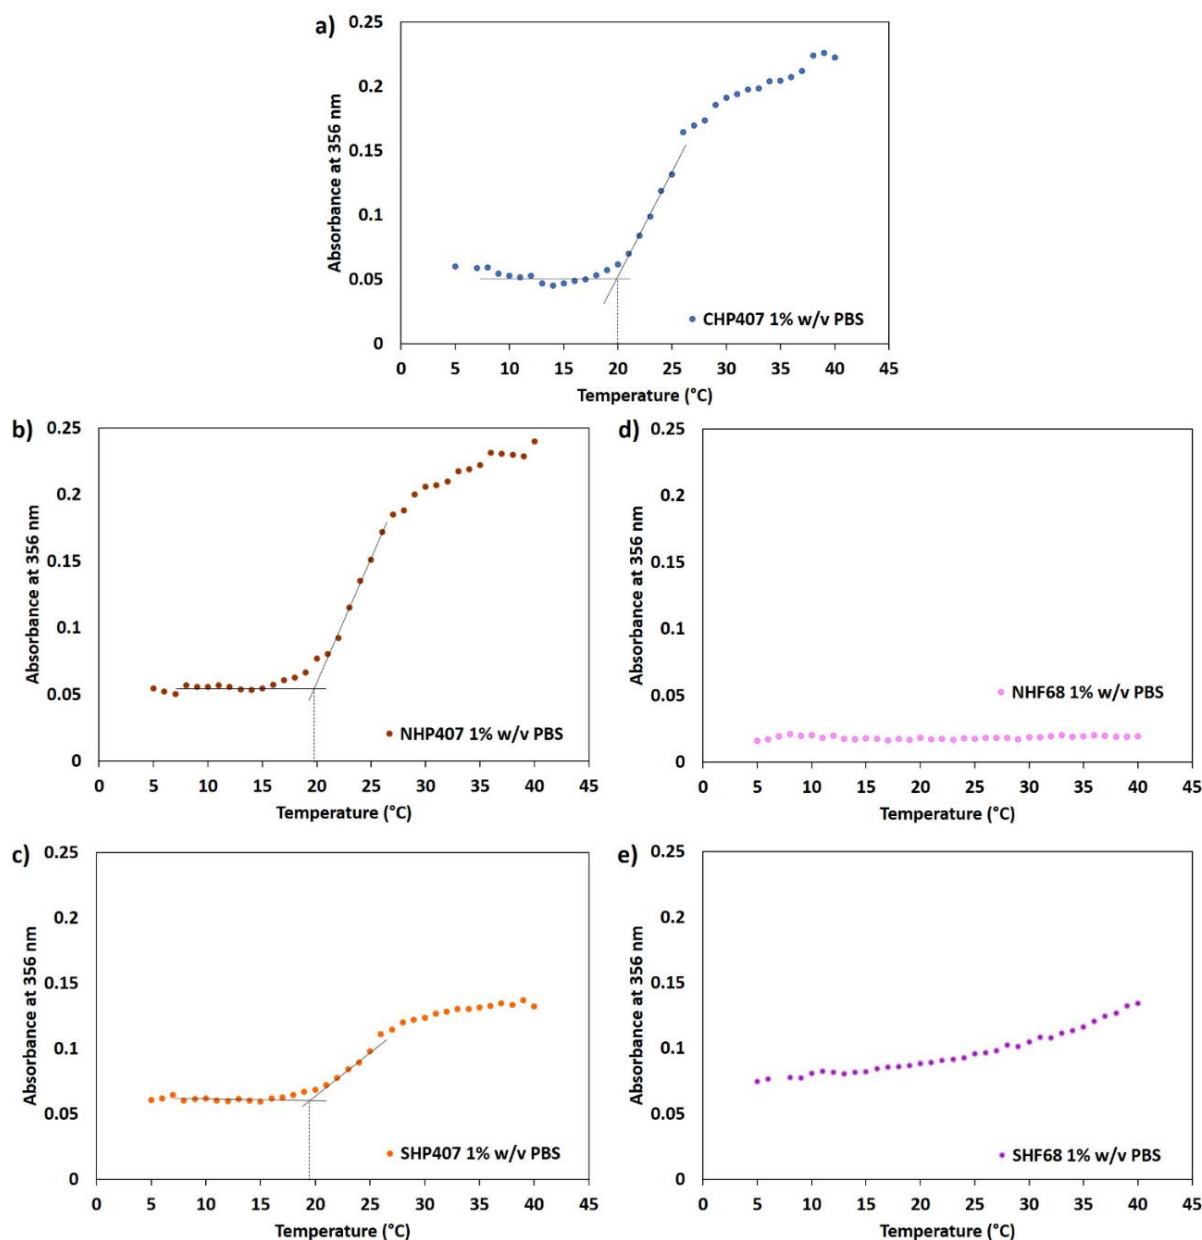 a)
0.25
0.2
0.15
0.1
0.05
0
Absorbance at 356 nm
CHP407 1% w/v PBS
0 5 10 15 20 25 30 35 40 45
Temperature (°C)
b)
0.25
0.2
0.15
0.1
0.05
0
Absorbance at 356 nm
NHP407 1% w/v PBS
0 5 10 15 20 25 30 35 40 45
Temperature (°C)
d)
0.25
0.2
0.15
0.1
0.05
0
Absorbance at 356 nm
NHF68 1% w/v PBS
0 5 10 15 20 25 30 35 40 45
Temperature (°C)
c)
0.25
0.2
0.15
0.1
0.05
0
Absorbance at 356 nm
SHP407 1% w/v PBS
0 5 10 15 20 25 30 35 40 45
Temperature (°C)
e)
0.25
0.2
0.15
0.1
0.05
0
Absorbance at 356 nm
SHF68 1% w/v PBS
0 5 10 15 20 25 30 35 40 45
Temperature (°C)